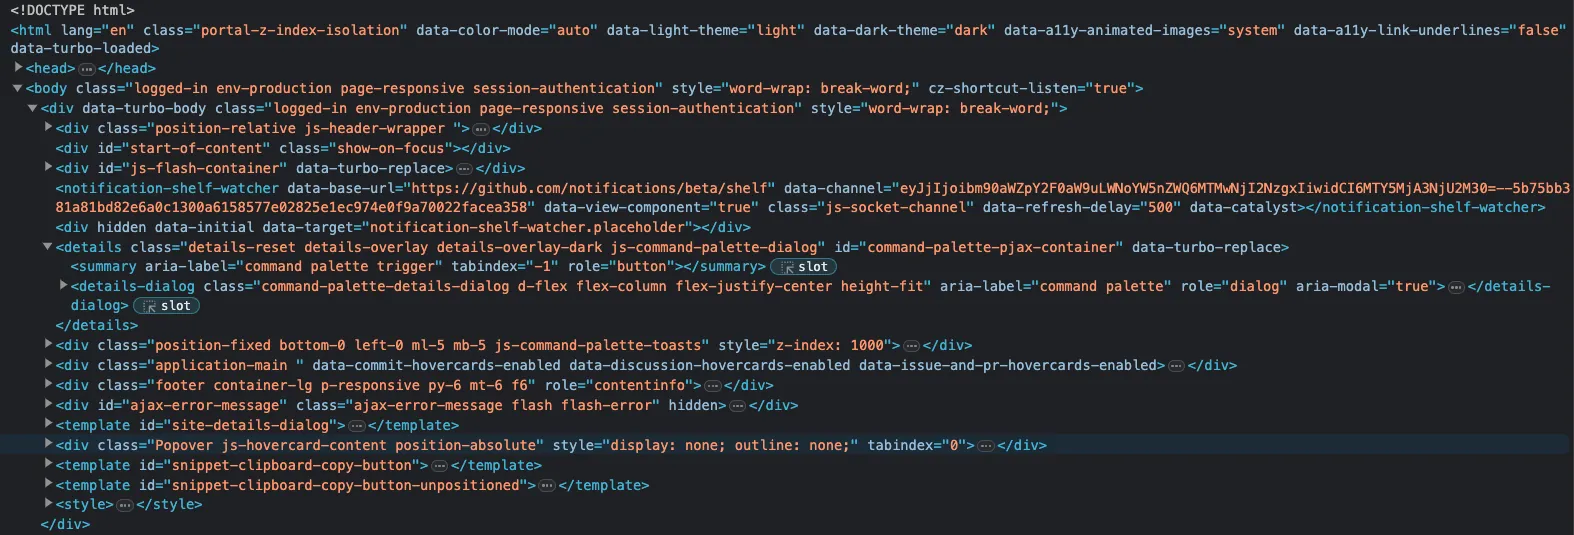 <!DOCTYPE html>
<html lang="en" class="portal-z-index-isolation" data-color-mode="auto" data-light-theme="light" data-dark-theme="dark" data-a11y-animated-images="system" data-a11y-link-underlines="false"
data-turbo-loaded>
<head>⋯</head>
<body class="logged-in env-production page-responsive session-authentication" style="word-wrap: break-word;" cz-shortcut-listen="true">
<div data-turbo-body class="logged-in env-production page-responsive session-authentication" style="word-wrap: break-word;">
<div class="position-relative js-header-wrapper ">⋯</div>
<div id="start-of-content" class="show-on-focus"></div>
<div id="js-flash-container" data-turbo-replace>⋯</div>
<notification-shelf-watcher data-base-url="https://github.com/notifications/beta/shelf" data-channel="eyJjIjoibm90aWZpY2F0aW9uLWNoYW5nZWQ6MTMwNjI2NzgxIiwidCI6MTY5MjA3NjU2M30=--5b75bb3
81a81bd82e6a0c1300a6158577e02825e1ec974e0f9a70022facea358" data-view-component="true" class="js-socket-channel" data-refresh-delay="500" data-catalyst></notification-shelf-watcher>
<div hidden data-initial data-target="notification-shelf-watcher.placeholder"></div>
<details class="details-reset details-overlay details-overlay-dark js-command-palette-dialog" id="command-palette-pjax-container" data-turbo-replace>
<summary aria-label="command palette trigger" tabindex="-1" role="button"></summary> slot
<details-dialog class="command-palette-details-dialog d-flex flex-column flex-justify-center height-fit" aria-label="command palette" role="dialog" aria-modal="true">⋯</details-
dialog> slot
</details>
<div class="position-fixed bottom-0 left-0 ml-5 mb-5 js-command-palette-toasts" style="z-index: 1000">⋯</div>
<div class="application-main " data-commit-hovercards-enabled data-discussion-hovercards-enabled data-issue-and-pr-hovercards-enabled>⋯</div>
<div class="footer container-lg p-responsive py-6 mt-6 f6" role="contentinfo">⋯</div>
<div id="ajax-error-message" class="ajax-error-message flash flash-error" hidden>⋯</div>
<template id="site-details-dialog">⋯</template>
<div class="Popover js-hovercard-content position-absolute" style="display: none; outline: none;" tabindex="0">⋯</div>
<template id="snippet-clipboard-copy-button">⋯</template>
<template id="snippet-clipboard-copy-button-unpositioned">⋯</template>
<style>⋯</style>
</div>